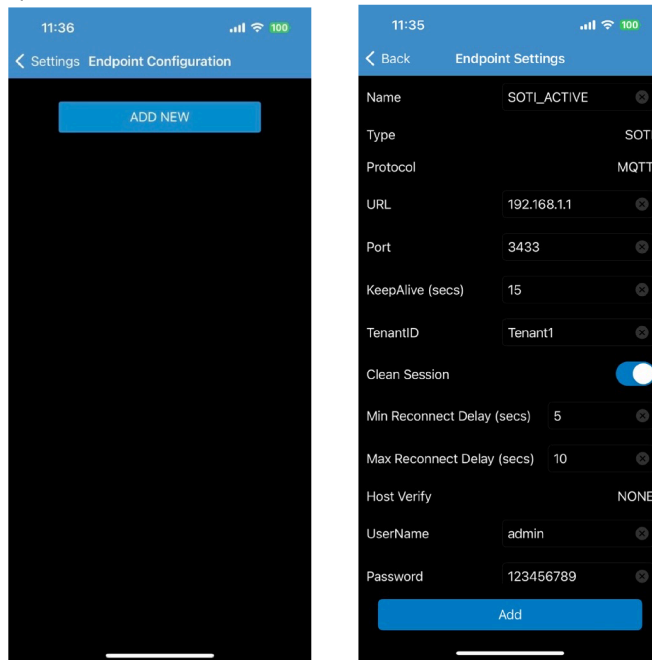 11:36 100
Settings Endpoint Configuration
ADD NEW
11:35 100
Back Endpoint Settings
Name SOTI_ACTIVE
Type SOTI
Protocol MQTT
URL 192.168.1.1
Port 3433
KeepAlive (secs) 15
TenantID Tenant1
Clean Session
Min Reconnect Delay (secs) 5
Max Reconnect Delay (secs) 10
Host Verify NONE
UserName admin
Password 123456789
Add